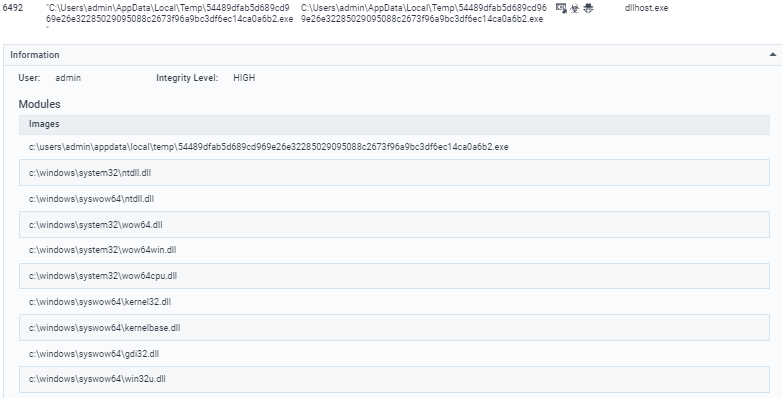 6492 "C:\Users\admin\AppData\Local\Temp\54489dfab5d689cd9 C:\Users\admin\AppData\Local\Temp\54489dfab5d689cd96 dllhost.exe
69e26e32285029095088c2673f96a9bc3df6ec14ca0a6b2.exe 9e26e32285029095088c2673f96a9bc3df6ec14ca0a6b2.exe
"
Information
User: admin Integrity Level: HIGH
Modules
Images
c:\users\admin\appdata\local\temp\54489dfab5d689cd969e26e32285029095088c2673f96a9bc3df6ec14ca0a6b2.exe
c:\windows\system32\ntdll.dll
c:\windows\syswow64\ntdll.dll
c:\windows\system32\wow64.dll
c:\windows\system32\wow64win.dll
c:\windows\system32\wow64cpu.dll
c:\windows\syswow64\kernel32.dll
c:\windows\syswow64\kernelbase.dll
c:\windows\syswow64\gdi32.dll
c:\windows\syswow64\win32u.dll